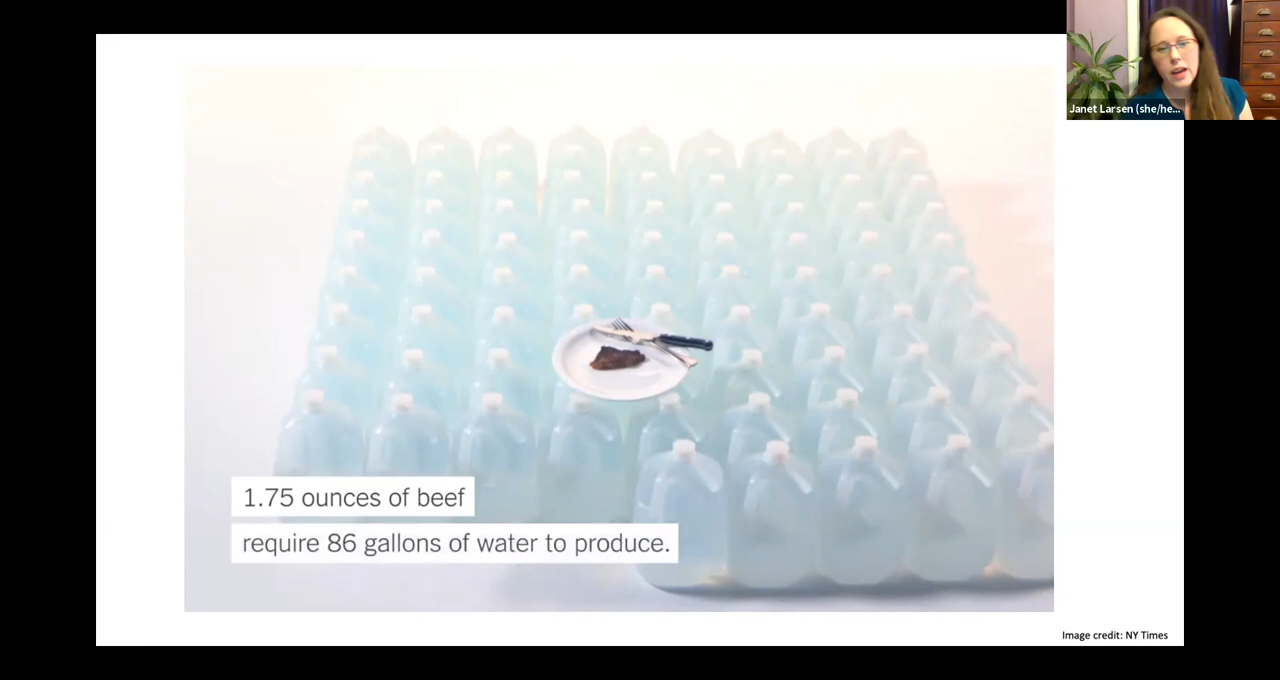 Janet Larsen (she/he...
1.75 ounces of beef
require 86 gallons of water to produce.
Image credit: NY Times